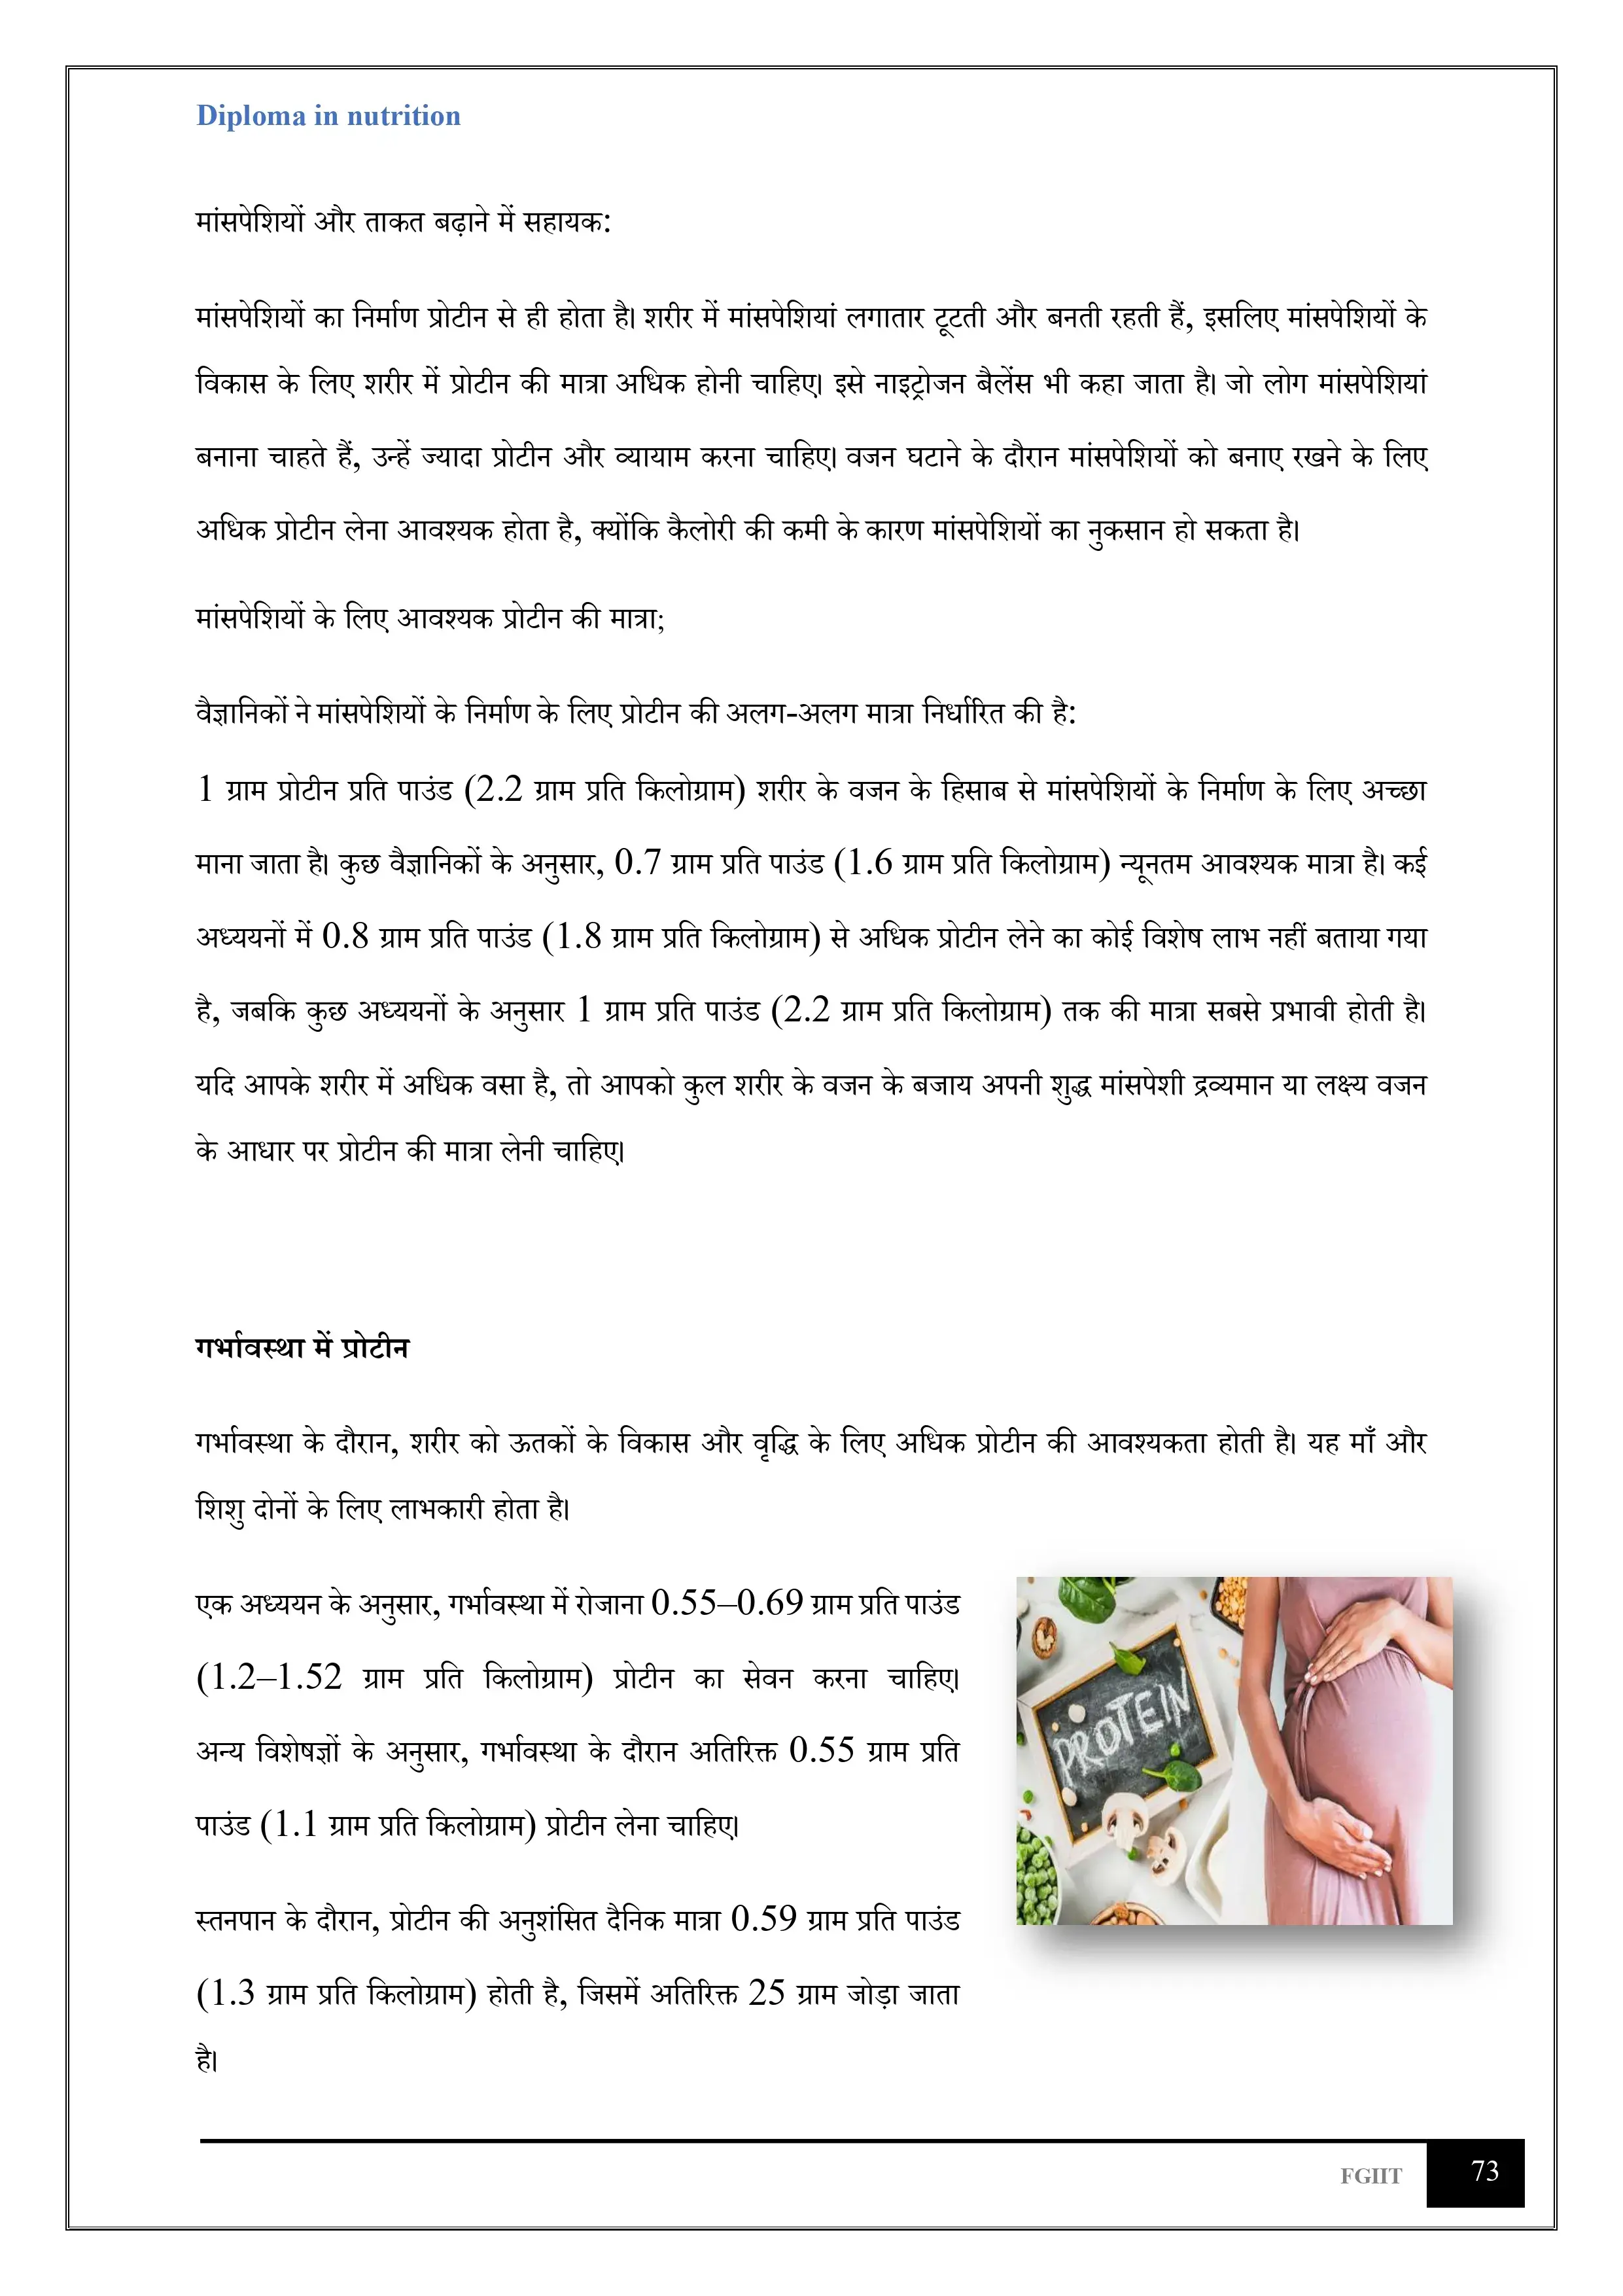 Diploma in nutrition
मांसपेशियों और ताकत बढ़ाने में सहायक:
मांसपेशियों का निर्माण प्रोटीन से ही होता है। शरीर में मांसपेशियां लगातार टूटती और बनती रहती हैं, इसलिए मांसपेशियों के
विकास के लिए शरीर में प्रोटीन की मात्रा अधिक होनी चाहिए। इसे नाइट्रोजन बैलेंस भी कहा जाता है। जो लोग मांसपेशियां
बनाना चाहते हैं, उन्हें ज्यादा प्रोटीन और व्यायाम करना चाहिए। वजन घटाने के दौरान मांसपेशियों को बनाए रखने के लिए
अधिक प्रोटीन लेना आवश्यक होता है, क्योंकि कैलोरी की कमी के कारण मांसपेशियों का नुकसान हो सकता है।
मांसपेशियों के लिए आवश्यक प्रोटीन की मात्रा;
वैज्ञानिकों ने मांसपेशियों के निर्माण के लिए प्रोटीन की अलग-अलग मात्रा निर्धारित की है:
1 ग्राम प्रोटीन प्रति पाउंड (2.2 ग्राम प्रति किलोग्राम) शरीर के वजन के हिसाब से मांसपेशियों के निर्माण के लिए अच्छा
माना जाता है। कुछ वैज्ञानिकों के अनुसार, 0.7 ग्राम प्रति पाउंड (1.6 ग्राम प्रति किलोग्राम) न्यूनतम आवश्यक मात्रा है। कई
अध्ययनों में 0.8 ग्राम प्रति पाउंड (1.8 ग्राम प्रति किलोग्राम) से अधिक प्रोटीन लेने का कोई विशेष लाभ नहीं बताया गया
है, जबकि कुछ अध्ययनों के अनुसार 1 ग्राम प्रति पाउंड (2.2 ग्राम प्रति किलोग्राम) तक की मात्रा सबसे प्रभावी होती है।
यदि आपके शरीर में अधिक वसा है, तो आपको कुल शरीर के वजन के बजाय अपनी शुद्ध मांसपेशी द्रव्यमान या लक्ष्य वजन
के आधार पर प्रोटीन की मात्रा लेनी चाहिए।
गर्भावस्था में प्रोटीन
गर्भावस्था के दौरान, शरीर को ऊतकों के विकास और वृद्धि के लिए अधिक प्रोटीन की आवश्यकता होती है। यह माँ और
शिशु दोनों के लिए लाभकारी होता है।
एक अध्ययन के अनुसार, गर्भावस्था में रोजाना 0.55–0.69 ग्राम प्रति पाउंड
(1.2–1.52 ग्राम प्रति किलोग्राम) प्रोटीन का सेवन करना चाहिए।
अन्य विशेषज्ञों के अनुसार, गर्भावस्था के दौरान अतिरिक्त 0.55 ग्राम प्रति
पाउंड (1.1 ग्राम प्रति किलोग्राम) प्रोटीन लेना चाहिए।
PROTEIN
स्तनपान के दौरान, प्रोटीन की अनुशंसित दैनिक मात्रा 0.59 ग्राम प्रति पाउंड
(1.3 ग्राम प्रति किलोग्राम) होती है, जिसमें अतिरिक्त 25 ग्राम जोड़ा जाता
है।
FGIIT 73